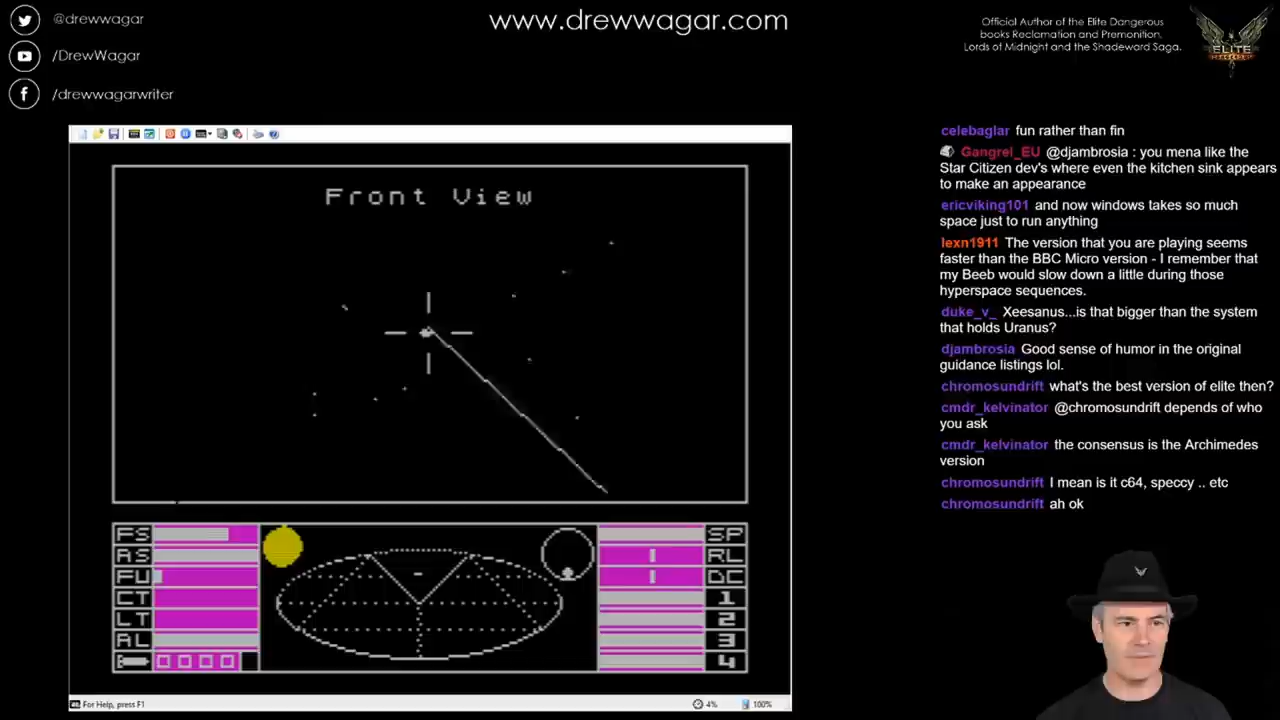 @drewwagar
/DrewWagar
/drewwagarwriter
www.drewwagar.com
Official Author of the Elite Dangerous
books Reclamation and Premonition,
Lords of Midnight and the Shadeward Saga.
ELITE
Front View
FS
AS
FU
CT
LT
AL
SP
RL
DC
1
2
3
4
For Help, press F1
4%
100%
celebaglar fun rather than fin
Gangrel_EU @djambrosia : you mena like the
Star Citizen dev's where even the kitchen sink appears
to make an appearance
ericviking101 and now windows takes so much
space just to run anything
lexn1911 The version that you are playing seems
faster than the BBC Micro version - I remember that
my Beeb would slow down a little during those
hyperspace sequences.
duke_v_ Xeesanus...is that bigger than the system
that holds Uranus?
djambrosia Good sense of humor in the original
guidance listings lol.
chromosundrift what's the best version of elite then?
cmdr_kelvinator @chromosundrift depends of who
you ask
cmdr_kelvinator the consensus is the Archimedes
version
chromosundrift I mean is it c64, speccy .. etc
chromosundrift ah ok